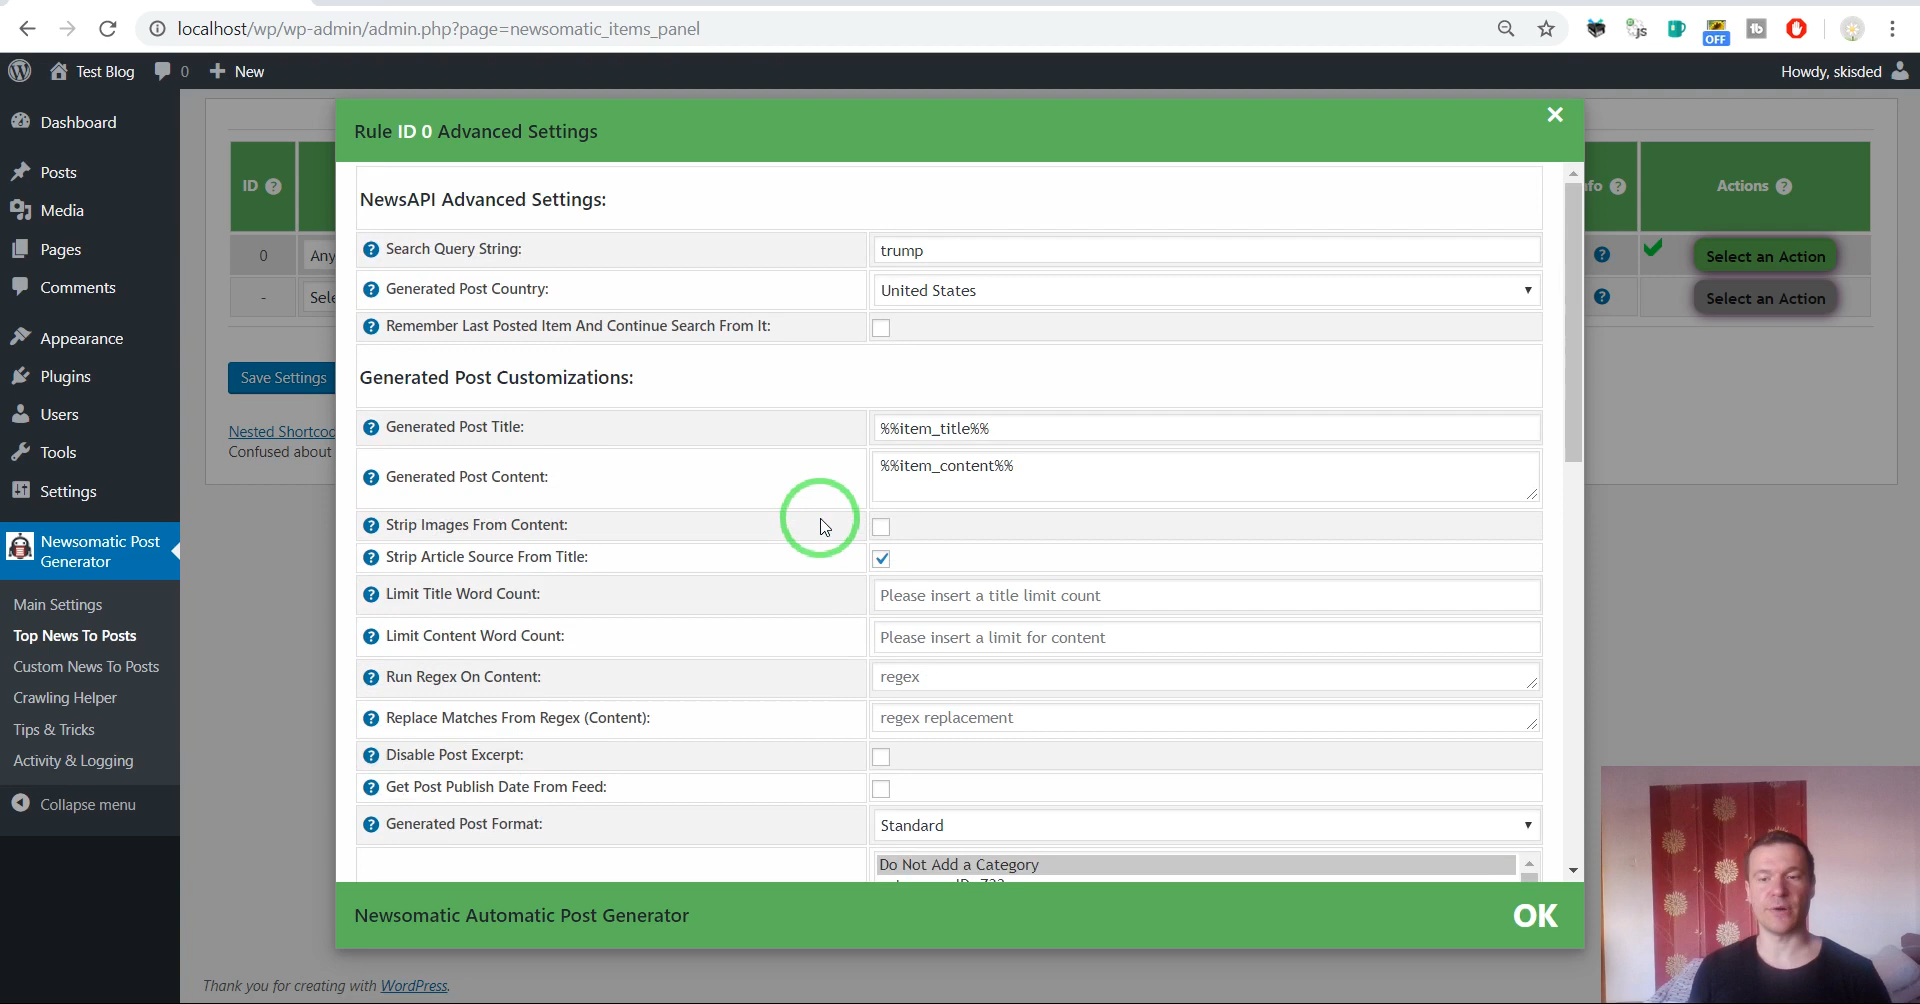 localhost/wp/wp-admin/admin.php?page=newsomatic_items_panel
JS
OFF
tb
Test Blog
0
New
Howdy, skisded
Dashboard
Posts
Media
Pages
Comments
Appearance
Plugins
Users
Tools
Settings
Newsomatic Post
Generator
Main Settings
Top News To Posts
Custom News To Posts
Crawling Helper
Tips & Tricks
Activity & Logging
Collapse menu
ID
0
Any
-
Sele
Save Settings
Nested Shortcod
Confused about
Rule ID 0 Advanced Settings
NewsAPI Advanced Settings:
Search Query String:
trump
Generated Post Country:
United States
Remember Last Posted Item And Continue Search From It:
Generated Post Customizations:
Generated Post Title:
%%item_title%%
Generated Post Content:
%%item_content%%
Strip Images From Content:
Strip Article Source From Title:
Limit Title Word Count:
Please insert a title limit count
Limit Content Word Count:
Please insert a limit for content
Run Regex On Content:
regex
Replace Matches From Regex (Content):
regex replacement
Disable Post Excerpt:
Get Post Publish Date From Feed:
Generated Post Format:
Standard
Do Not Add a Category
Newsomatic Automatic Post Generator
OK
nfo
Actions
Select an Action
Select an Action
Thank you for creating with WordPress.